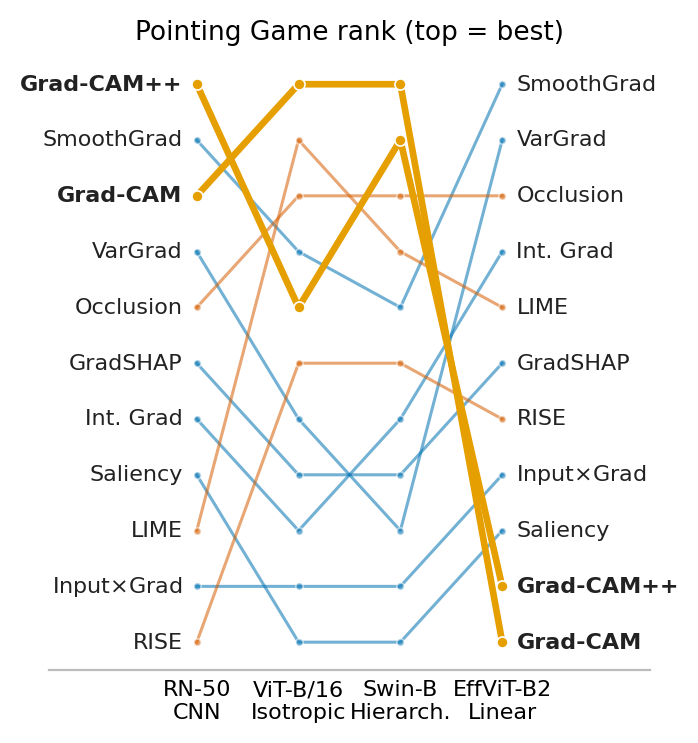 Pointing Game rank (top = best)
Grad-CAM++
SmoothGrad
Grad-CAM
VarGrad
Occlusion
GradSHAP
Int. Grad
Saliency
LIME
Input×Grad
RISE
SmoothGrad
VarGrad
Occlusion
Int. Grad
LIME
GradSHAP
RISE
Input×Grad
Saliency
Grad-CAM++
Grad-CAM
RN-50 ViT-B/16 Swin-B EffViT-B2
CNN Isotropic Hierarch. Linear